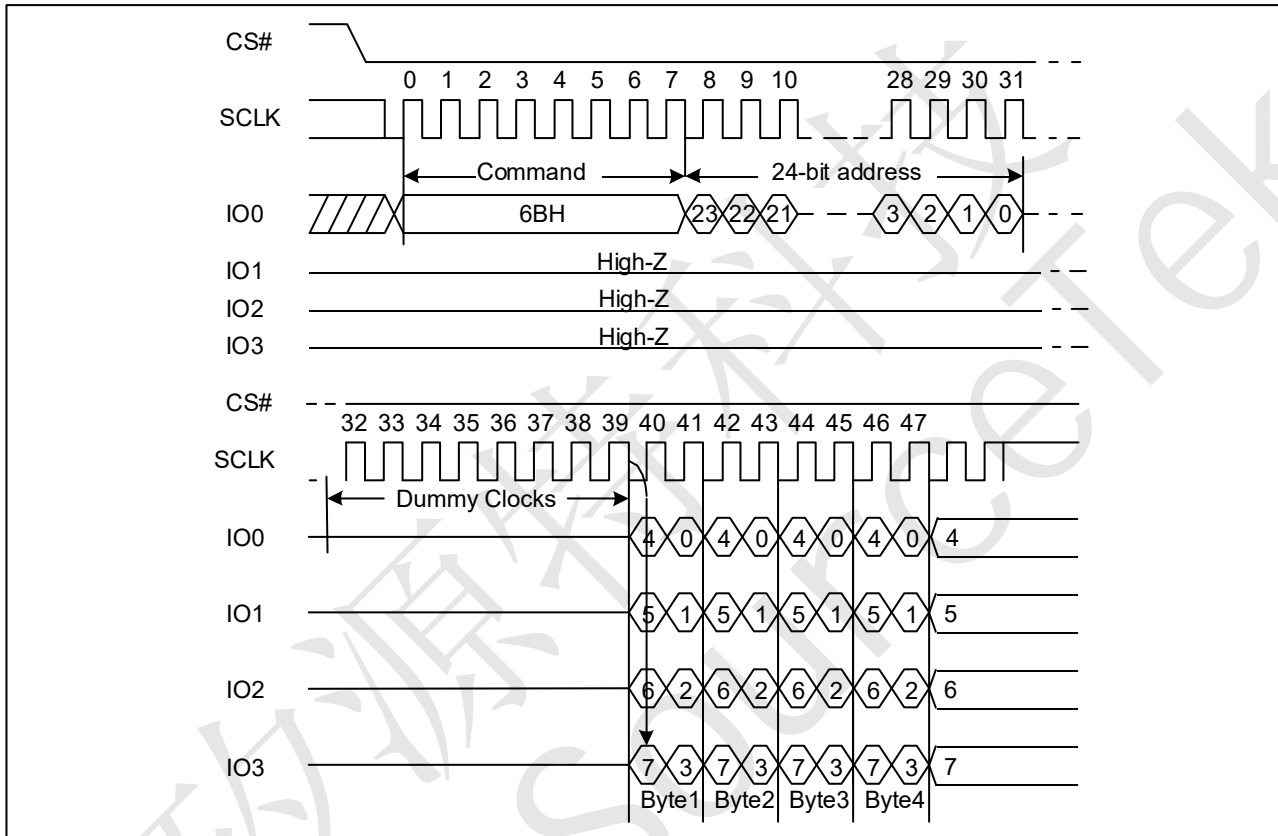 CS#
0 1 2 3 4 5 6 7 8 9 10 28 29 30 31
SCLK
Command 24-bit address
IO0 6BH 23 22 21 3 2 1 0
IO1 High-Z
IO2 High-Z
IO3 High-Z
CS#
32 33 34 35 36 37 38 39 40 41 42 43 44 45 46 47
SCLK
Dummy Clocks
IO0 4 0 4 0 4 0 4 0 4
IO1 5 1 5 1 5 1 5 1 5
IO2 6 2 6 2 6 2 6 2 6
IO3 7 3 7 3 7 3 7 3 7
Byte1 Byte2 Byte3 Byte4
SourceTek